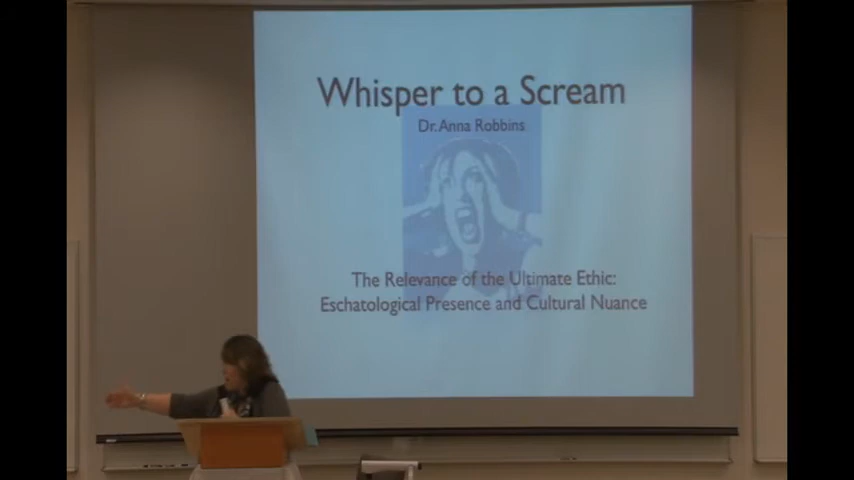 Whisper to a Scream
Dr. Anna Robbins
The Relevance of the Ultimate Ethic:
Eschatological Presence and Cultural Nuance